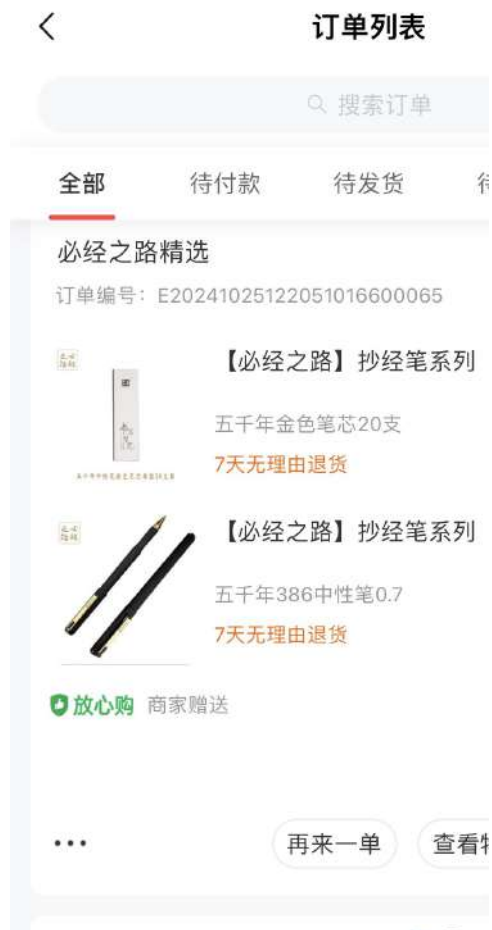 订单列表
搜索订单
全部 待付款 待发货
必经之路精选
订单编号：E20241025122051016600065
【必经之路】抄经笔系列
五千年金色笔芯20支
7天无理由退货
【必经之路】抄经笔系列
五千年386中性笔0.7
7天无理由退货
放心购 商家赠送
再来一单 查看